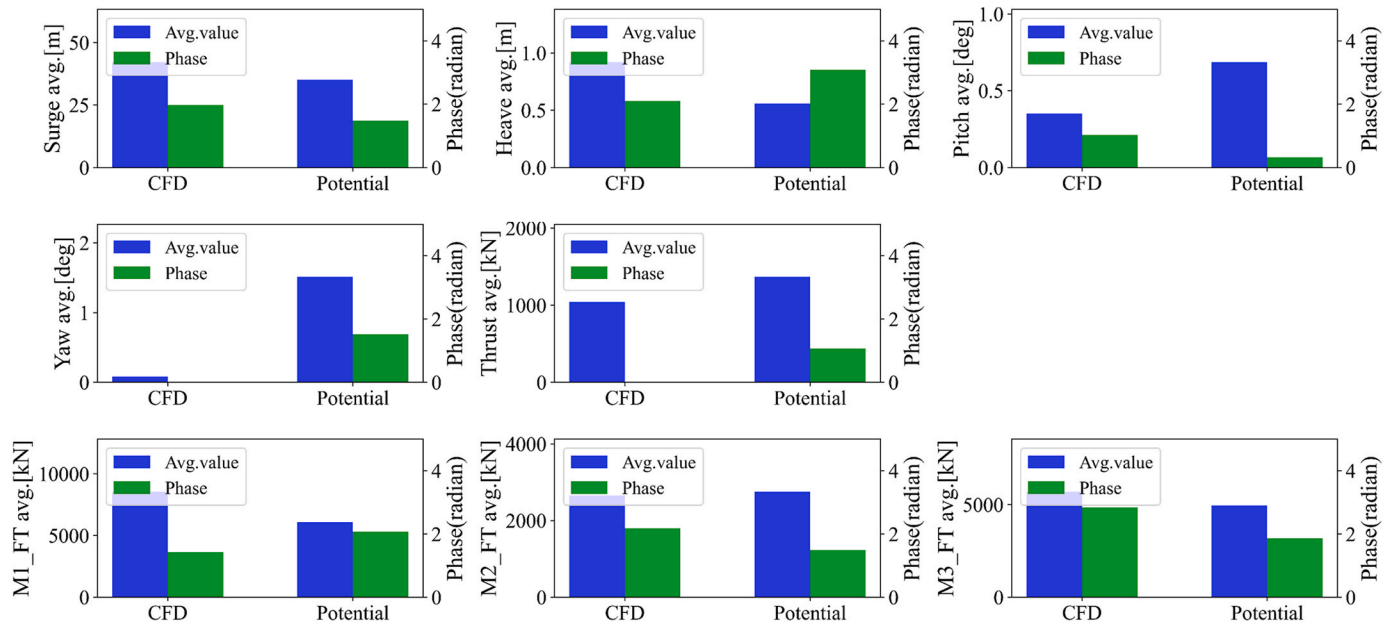 Surge avg.[m]
50
25
0
Avg.value
Phase
4
2
0
Phase(radian)
CFD
Potential
Heave avg.[m]
1.0
0.5
0.0
Avg.value
Phase
4
3
2
1
0
Phase(radian)
CFD
Potential
Pitch avg.[deg]
1.0
0.5
0.0
Avg.value
Phase
4
2
0
Phase(radian)
CFD
Potential
Yaw avg.[deg]
2
1
0
Avg.value
Phase
4
2
0
Phase(radian)
CFD
Potential
Thrust avg.[kN]
2000
1000
0
Avg.value
Phase
4
2
0
Phase(radian)
CFD
Potential
M1_FT avg.[kN]
10000
5000
0
Avg.value
Phase
4
2
0
Phase(radian)
CFD
Potential
M2_FT avg.[kN]
4000
2000
0
Avg.value
Phase
4
3
2
1
0
Phase(radian)
CFD
Potential
M3_FT avg.[kN]
5000
0
Avg.value
Phase
4
2
0
Phase(radian)
CFD
Potential